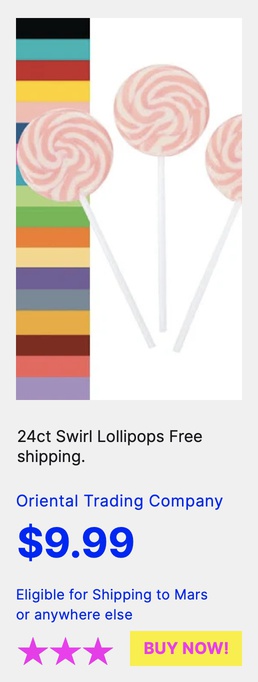 24ct Swirl Lollipops Free
shipping.
Oriental Trading Company
$9.99
Eligible for Shipping to Mars
or anywhere else
BUY NOW!